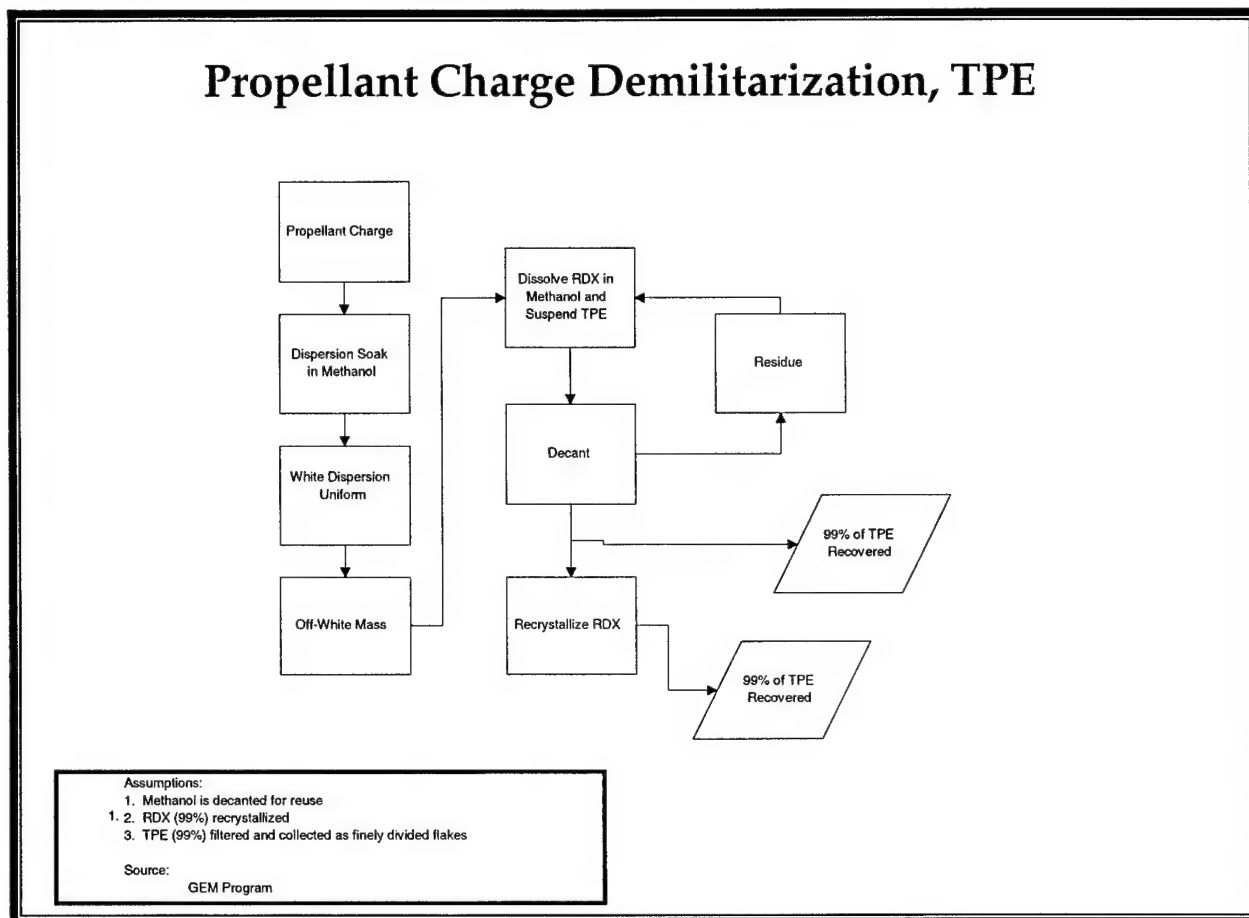 Propellant Charge Demilitarization, TPE
Propellant Charge
Dispersion Soak
in Methanol
White Dispersion
Uniform
Off-White Mass
Dissolve RDX in
Methanol and
Suspend TPE
Residue
Decant
99% of TPE
Recovered
Recrystallize RDX
99% of TPE
Recovered
Assumptions:
1. Methanol is decanted for reuse
1. 2. RDX (99%) recrystallized
3. TPE (99%) filtered and collected as finely divided flakes
Source:
GEM Program